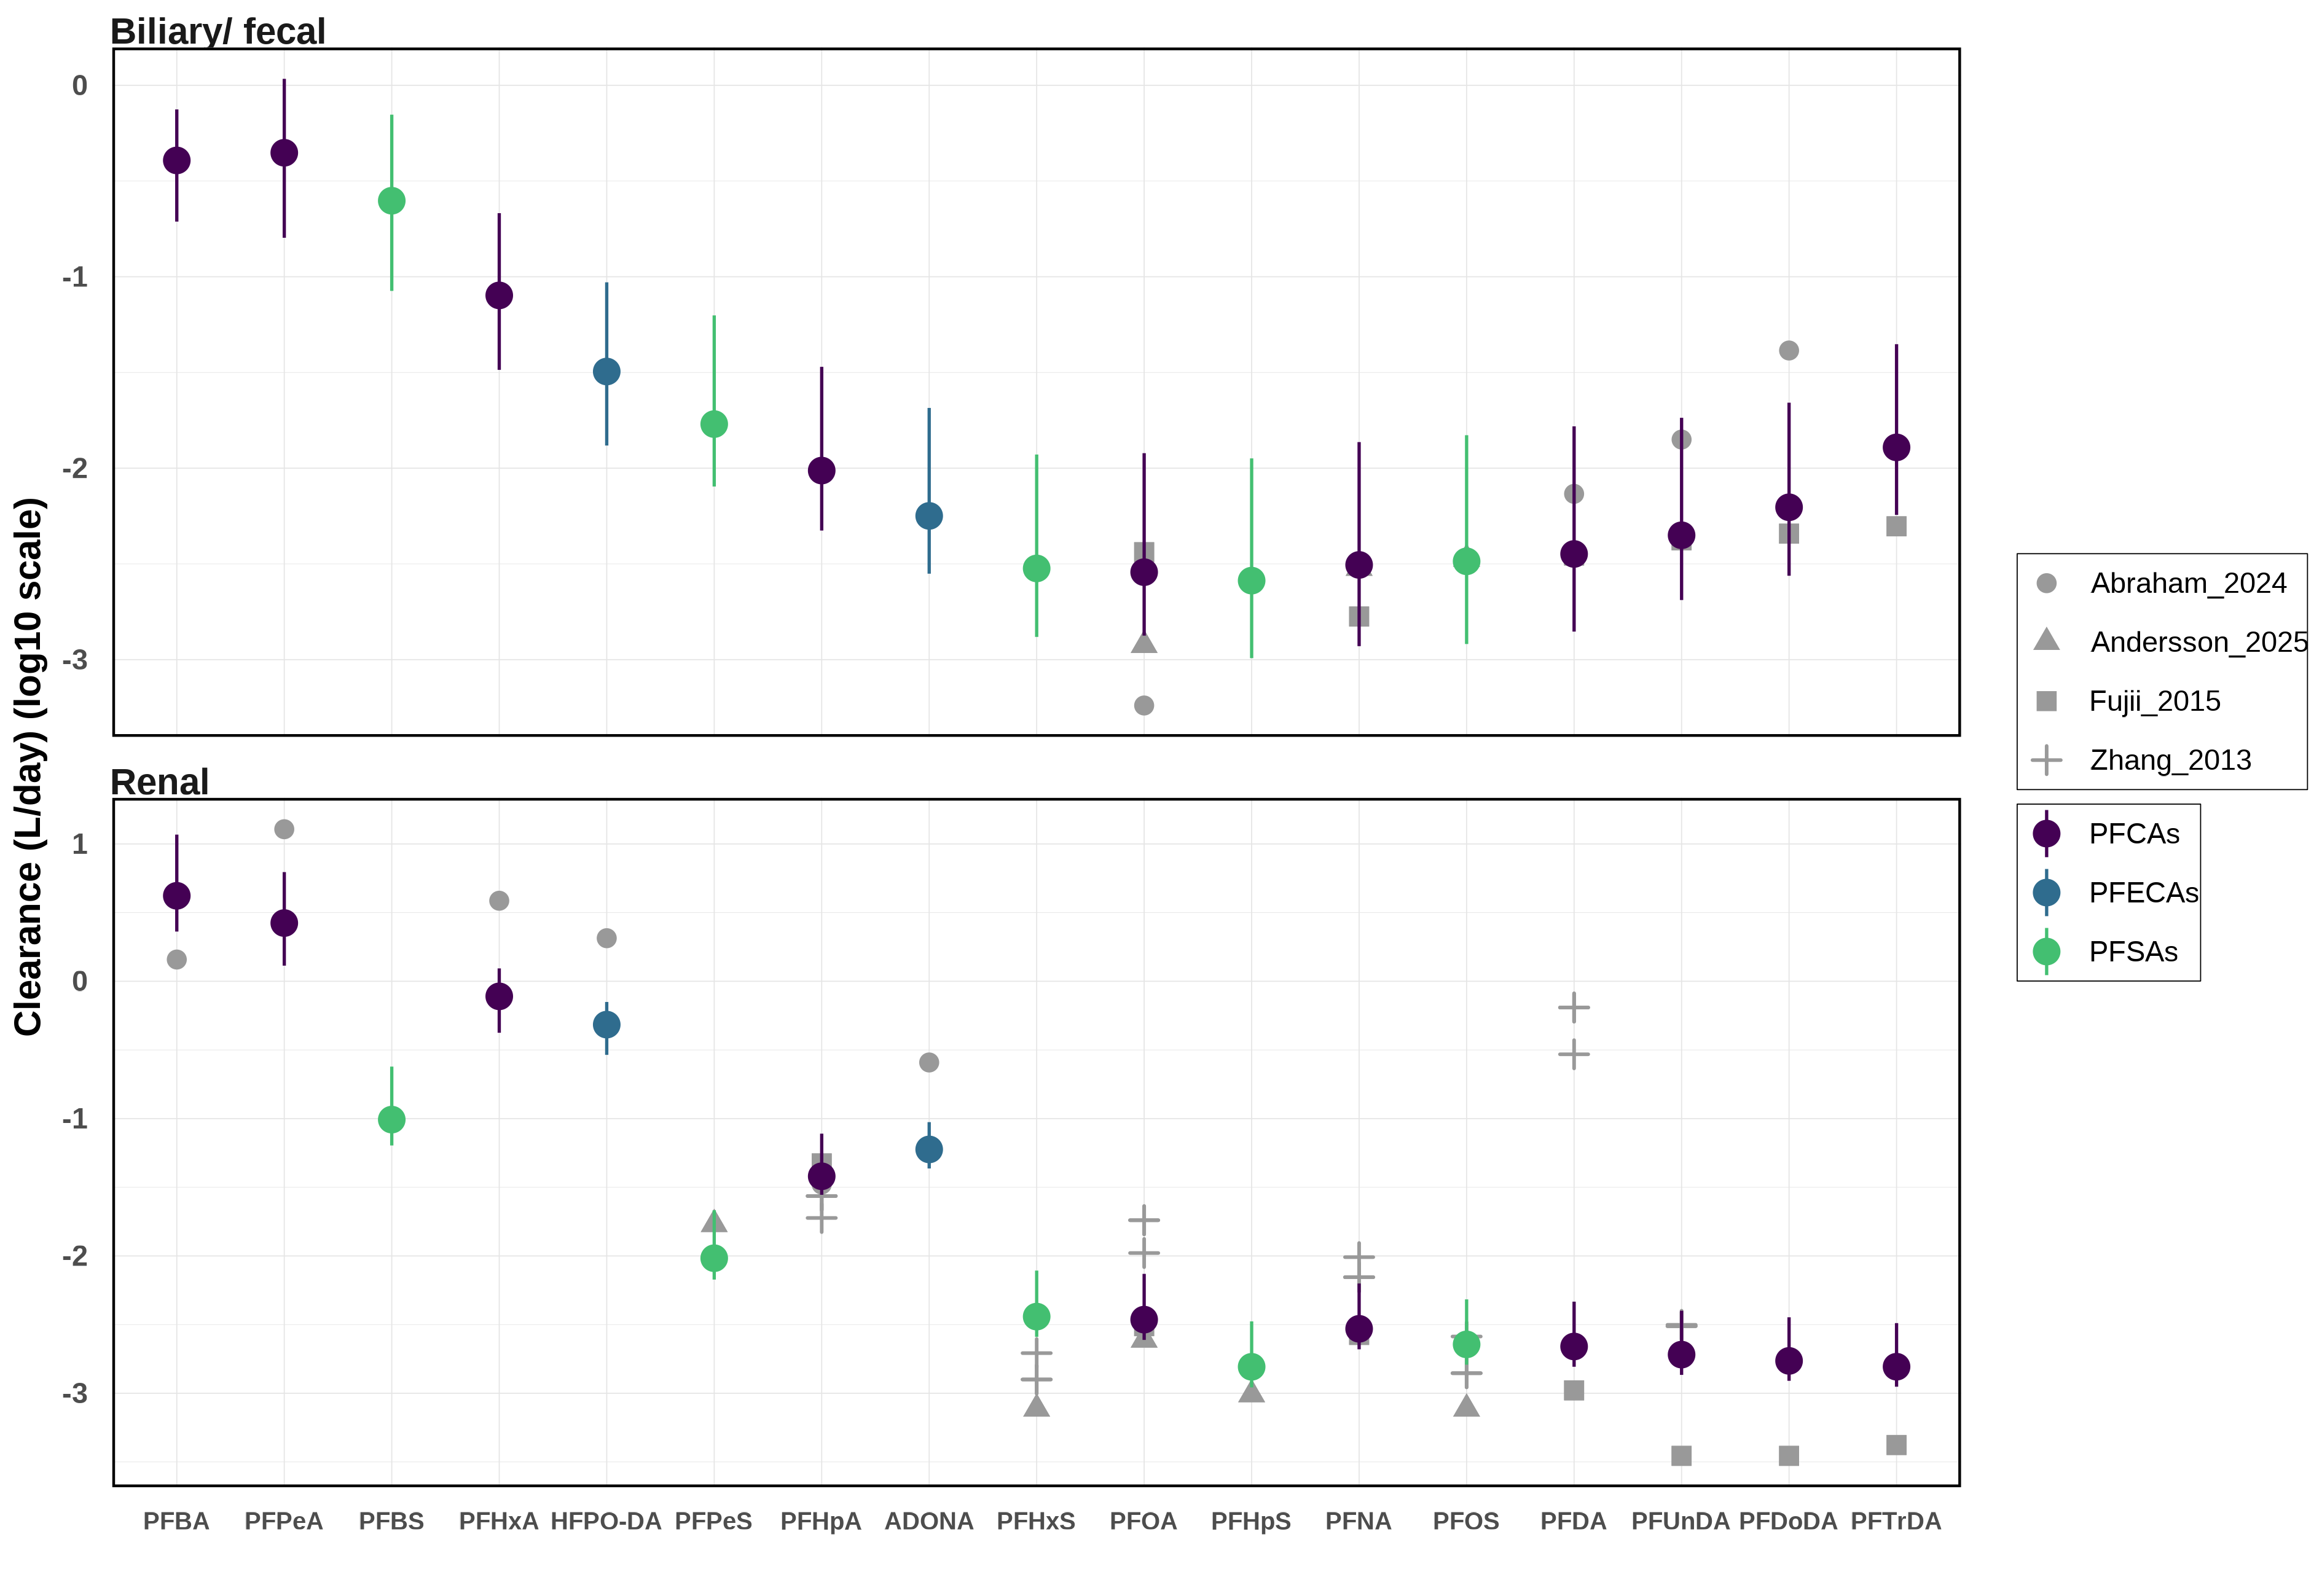 Biliary/ fecal
0
-1
-2
-3
Clearance (L/day) (log10 scale)
Renal
1
0
-1
-2
-3
PFBA PFPeA PFBS PFHxA HFPO-DA PFPeS PFHpA ADONA PFHxS PFOA PFHpS PFNA PFOS PFDA PFUnDA PFDoDA PFTrDA
Abraham_2024
Andersson_2025
Fujii_2015
Zhang_2013
PFCAs
PFECAs
PFSAs